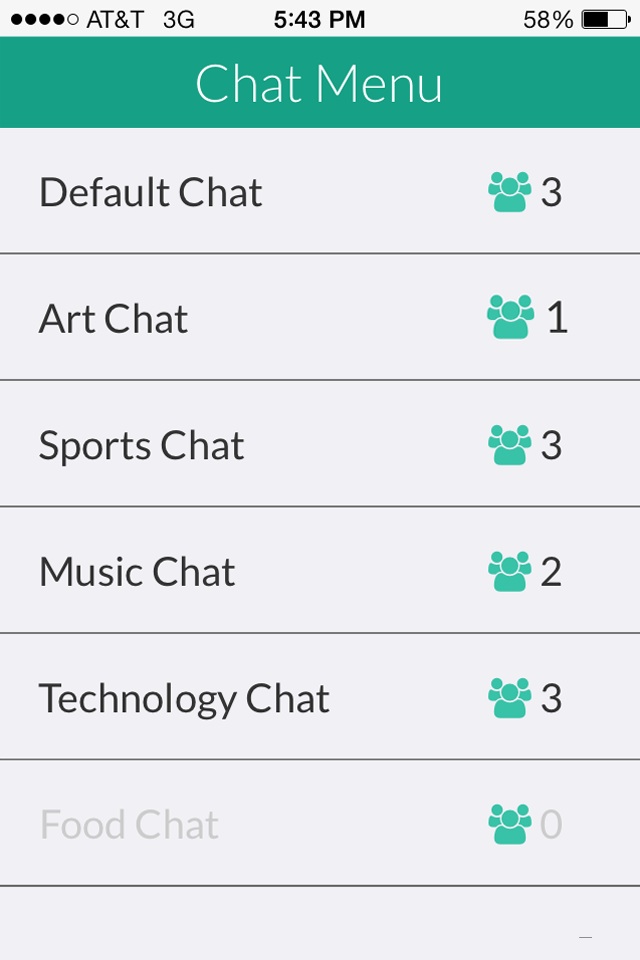 AT&T 3G 5:43 PM 58%
Chat Menu
Default Chat 3
Art Chat 1
Sports Chat 3
Music Chat 2
Technology Chat 3
Food Chat 0